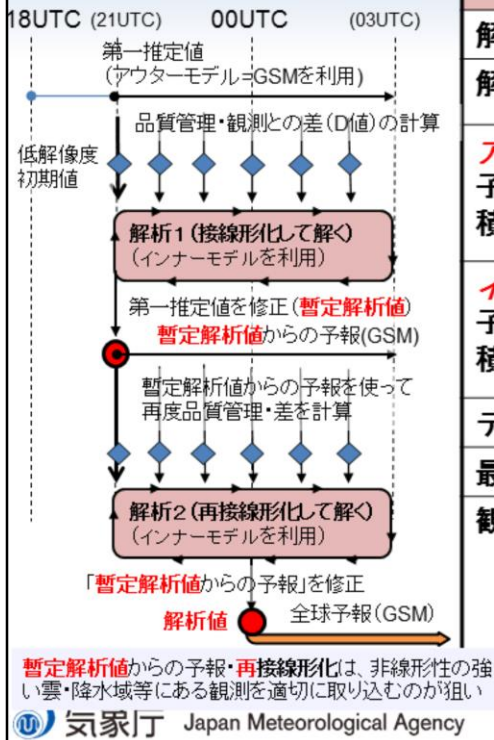 18UTC (21UTC) 00UTC (03UTC)
第一推定値
(アウターモデル=GSMを利用)
品質管理・観測との差(D値)の計算
低解像度
初期値
解析1(接線形化して解く)
(インナーモデルを利用)
第一推定値を修正(暫定解析値)
暫定解析値からの予報(GSM)
暫定解析値からの予報を使って
再度品質管理・差を計算
解析2(再接線形化して解く)
(インナーモデルを利用)
「暫定解析値からの予報」を修正
解析値 全球予報(GSM)
暫定解析値からの予報・再接線形化は、非線形性の強
い雲・降水域等にある観測を適切に取り込むのが狙い
気象庁 Japan Meteorological Agency
解
解
子
積
子
積
デ
最
観